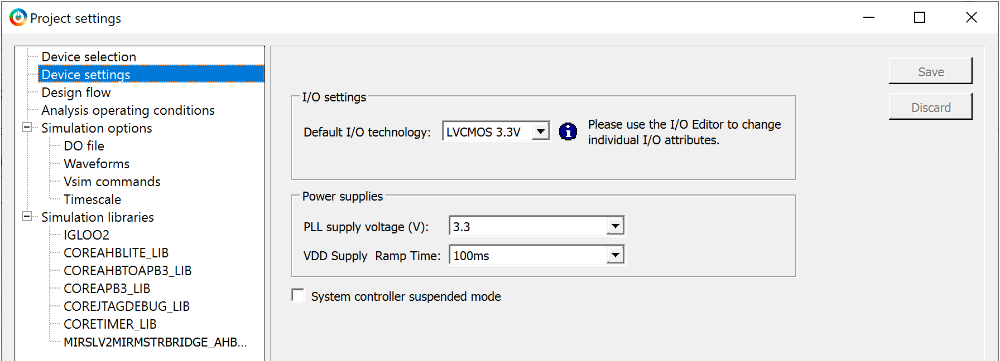 Project settings
Device selection
Device settings
Design flow
Analysis operating conditions
Simulation options
DO file
Waveforms
Vsim commands
Timescale
Simulation libraries
IGLOO2
COREAHBLITE_LIB
COREAHBTOAPB3_LIB
COREAPB3_LIB
COREJTAGDEBUG_LIB
CORETIMER_LIB
MIRSLV2MIRMSTRBRIDGE_AHB...
Save
Discard
I/O settings
Default I/O technology: LVCMOS 3.3V
Please use the I/O Editor to change
individual I/O attributes.
Power supplies
PLL supply voltage (V): 3.3
VDD Supply Ramp Time: 100ms
System controller suspended mode